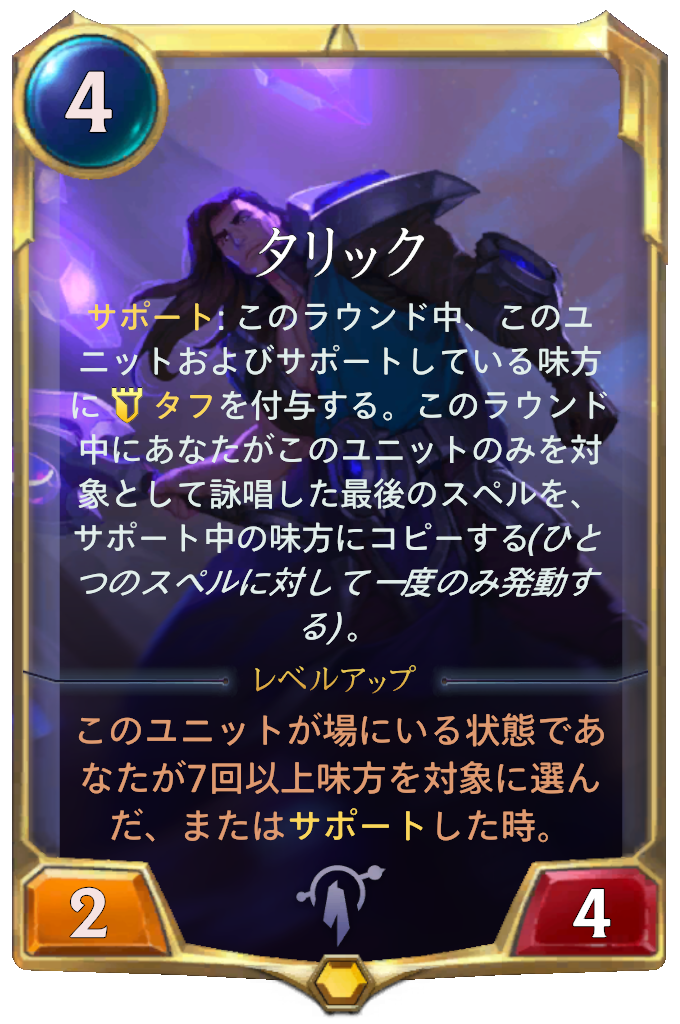 4
タリック
サポート: このラウンド中、このユ
ニットおよびサポートしている味方
に タフを付与する。このラウンド
中にあなたがこのユニットのみを対
象として詠唱した最後のスペルを、
サポート中の味方にコピーする(ひと
つのスペルに対して一度のみ発動す
る)。
レベルアップ
このユニットが場にいる状態であ
なたが7回以上味方を対象に選ん
だ、またはサポートした時。
2
4